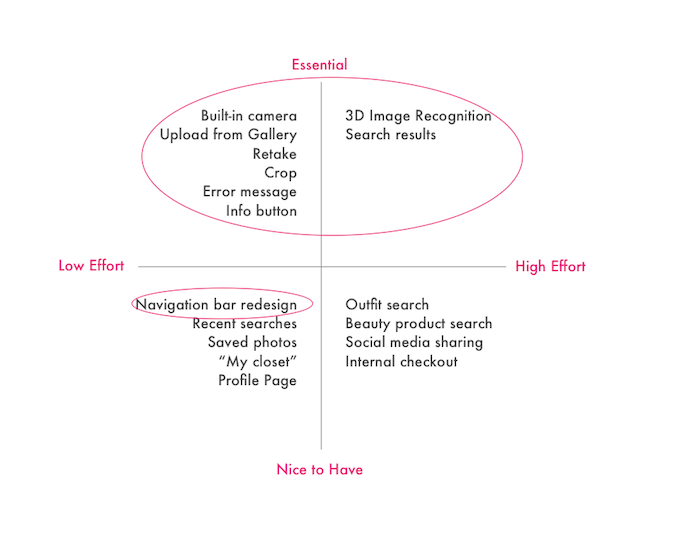 Essential
Built-in camera
Upload from Gallery
Retake
Crop
Error message
Info button
3D Image Recognition
Search results
Low Effort
High Effort
Navigation bar redesign
Recent searches
Saved photos
“My closet”
Profile Page
Outfit search
Beauty product search
Social media sharing
Internal checkout
Nice to Have